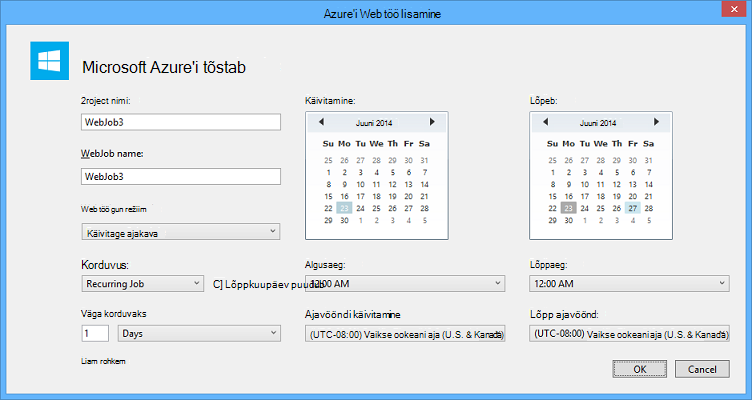 Azure'i Web töö lisamine
Microsoft Azure'i tõstab
2roject nimi:
WebJob3
WebJob name:
WebJob3
Web töö gun režiim
Käivitage ajakava
Korduvus:
Recurring Job
C] Lõppkuupäev puudub
Väga korduvaks
1 Days
Liam rohkem
Käivitamine:
Juuni 2014
Su Mo Tu We Th Fr Sa
25 26 27 28 29 30 31
1 2 3 4 5 6 7
8 9 10 11 12 13 14
15 16 17 18 19 20 21
22 23 24 25 26 27 28
29 30 1 2 3 4 5
Algusaeg:
12:00 AM
Ajavööndi käivitamine
(UTC-08:00) Vaikse ookeani aja (U.S. & Kanada)
Lõpeb:
Juuni 2014
Su Mo Tu We Th Fr Sa
25 26 27 28 29 30 31
1 2 3 4 5 6 7
8 9 10 11 12 13 14
15 16 17 18 19 20 21
22 23 24 25 26 27 28
29 30 1 2 3 4 5
Lõppaeg:
12:00 AM
Lõpp ajavöönd:
(UTC-08:00) Vaikse ookeani aja (U.S. & Kanada)
OK Cancel